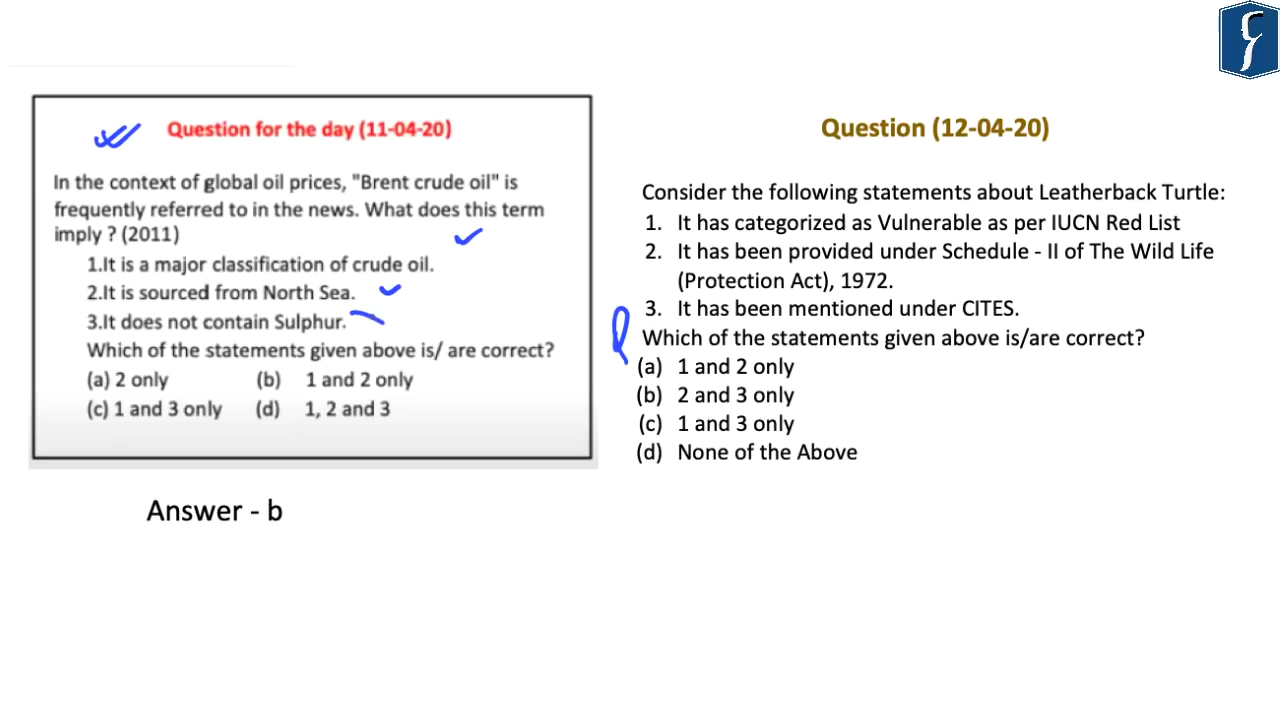 Question for the day (11-04-20)
In the context of global oil prices, "Brent crude oil" is
frequently referred to in the news. What does this term
imply ? (2011)
1.It is a major classification of crude oil.
2.It is sourced from North Sea.
3.It does not contain Sulphur.
Which of the statements given above is/ are correct?
(a) 2 only (b) 1 and 2 only
(c) 1 and 3 only (d) 1, 2 and 3
Answer - b
Question (12-04-20)
Consider the following statements about Leatherback Turtle:
1. It has categorized as Vulnerable as per IUCN Red List
2. It has been provided under Schedule - II of The Wild Life
(Protection Act), 1972.
3. It has been mentioned under CITES.
Which of the statements given above is/are correct?
(a) 1 and 2 only
(b) 2 and 3 only
(c) 1 and 3 only
(d) None of the Above